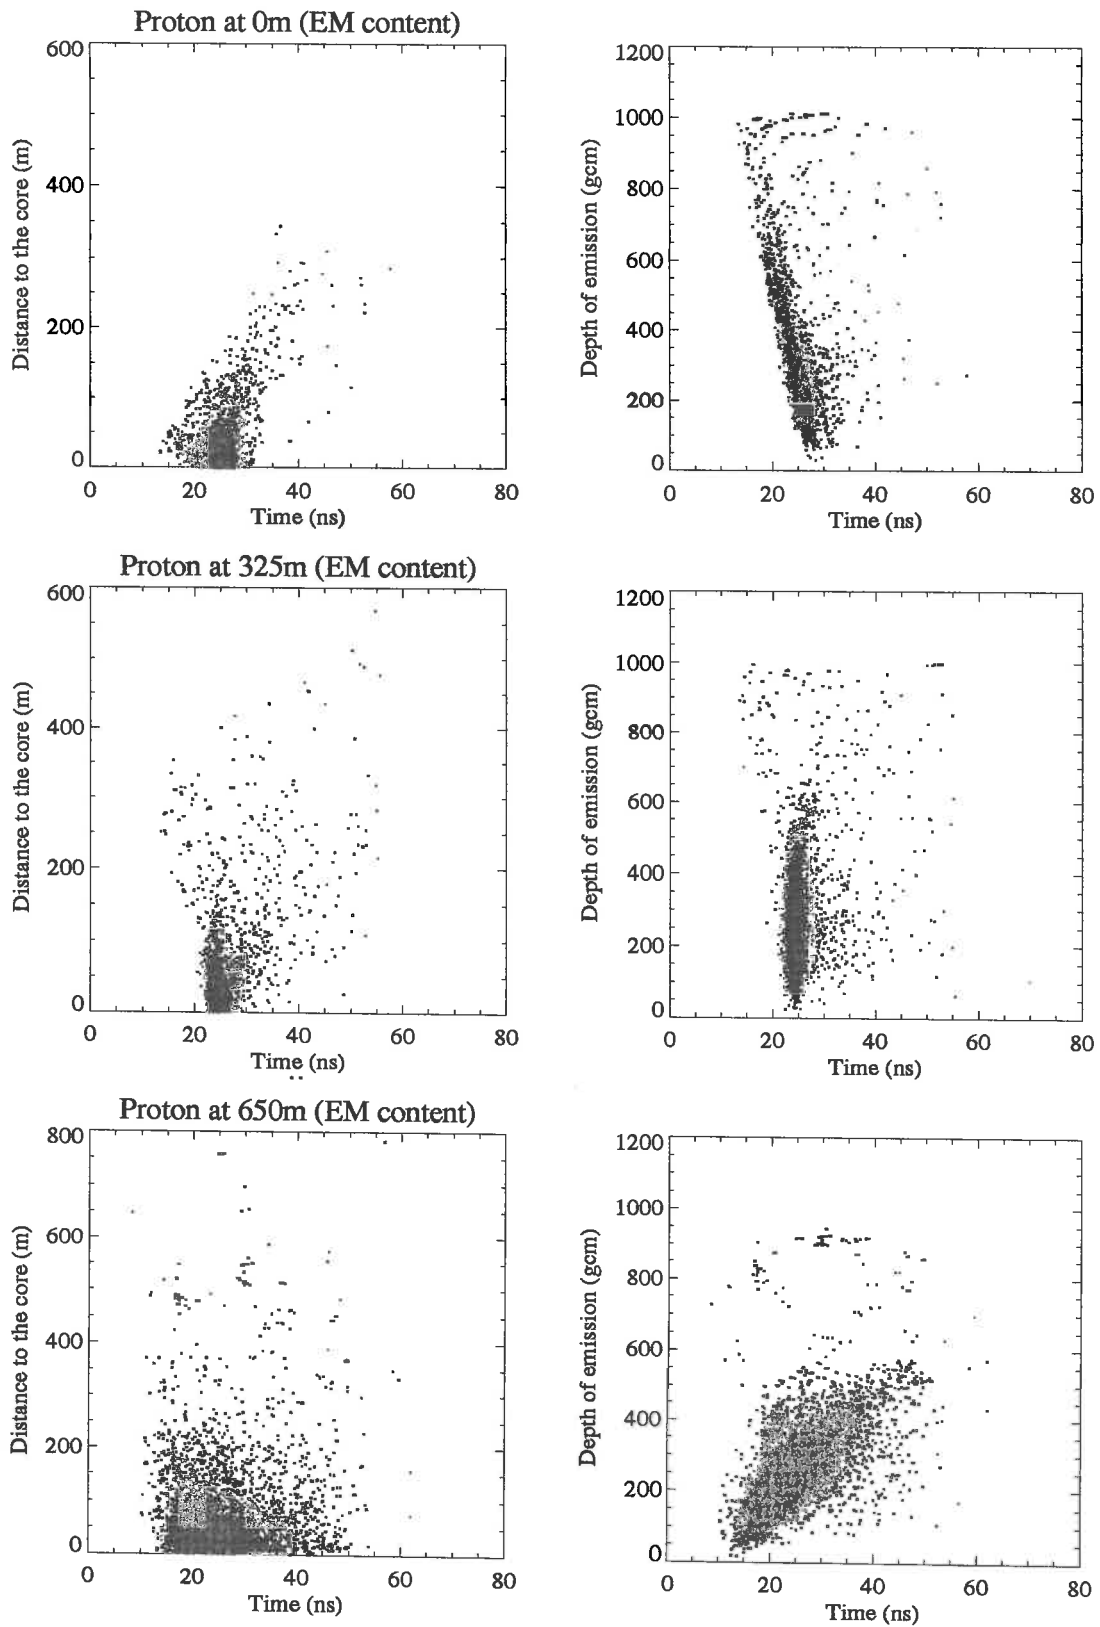 Proton at 0m (EM content)
600
400
200
0
Distance to the core (m)
0 20 40 60 80
Time (ns)
1200
1000
800
600
400
200
0
Depth of emission (gcm)
0 20 40 60 80
Time (ns)
Proton at 325m (EM content)
600
400
200
0
Distance to the core (m)
0 20 40 60 80
Time (ns)
1200
1000
800
600
400
200
0
Depth of emission (gcm)
0 20 40 60 80
Time (ns)
Proton at 650m (EM content)
800
600
400
200
0
Distance to the core (m)
0 20 40 60 80
Time (ns)
1200
1000
800
600
400
200
0
Depth of emission (gcm)
0 20 40 60 80
Time (ns)